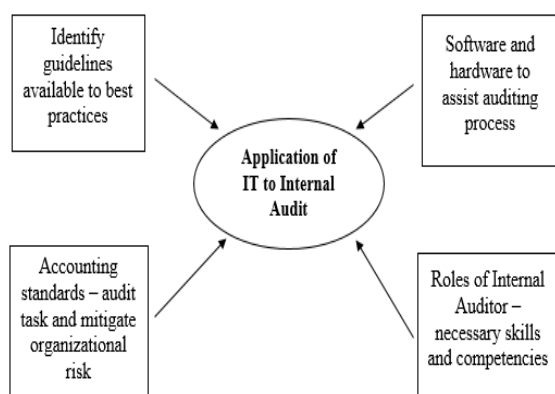 Identify
guidelines
available to best
practices
Software and
hardware to
assist auditing
process
Application of
IT to Internal
Audit
Accounting
standards – audit
task and mitigate
organizational
risk
Roles of Internal
Auditor –
necessary skills
and competencies